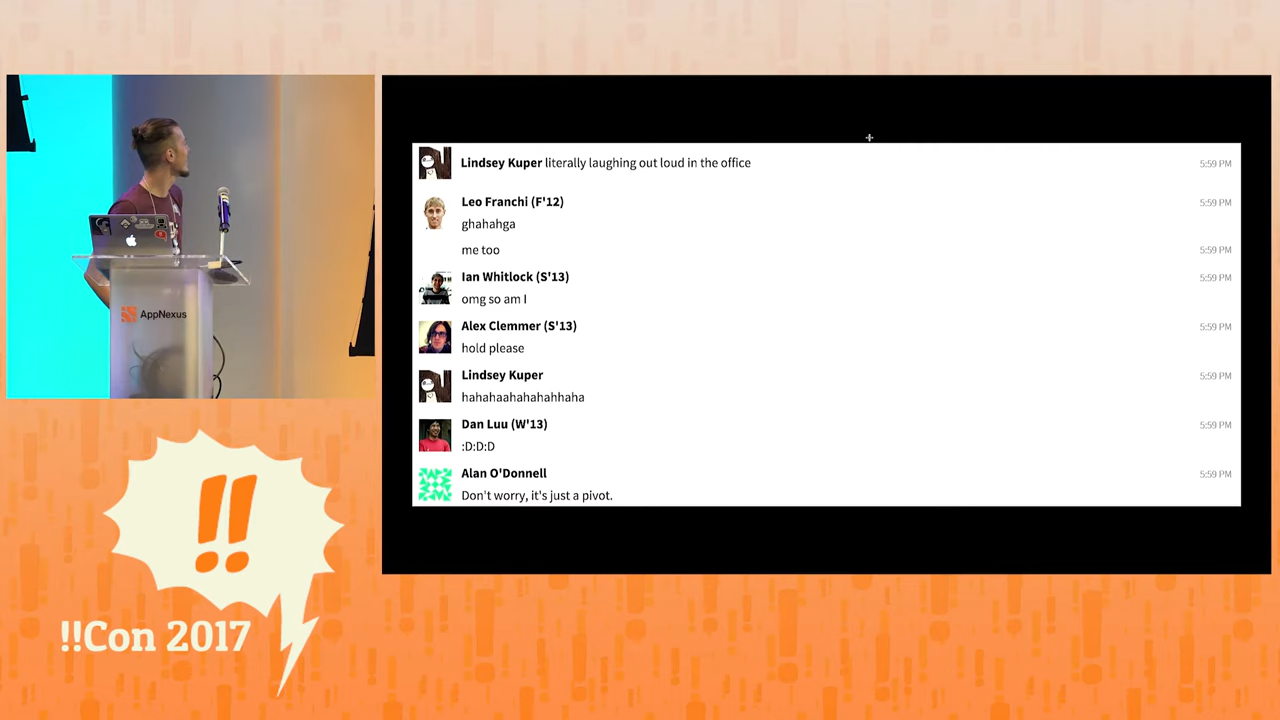 Lindsey Kuper literally laughing out loud in the office 5:59 PM
Leo Franchi (F'12) 5:59 PM
ghahahga
me too 5:59 PM
Ian Whitlock (S'13) 5:59 PM
omg so am I
Alex Clemmer (S'13) 5:59 PM
hold please
Lindsey Kuper 5:59 PM
hahahaahahahahhaha
Dan Luu (W'13) 5:59 PM
:D:D:D
Alan O'Donnell 5:59 PM
Don't worry, it's just a pivot.
AppNexus
!!
!!Con 2017